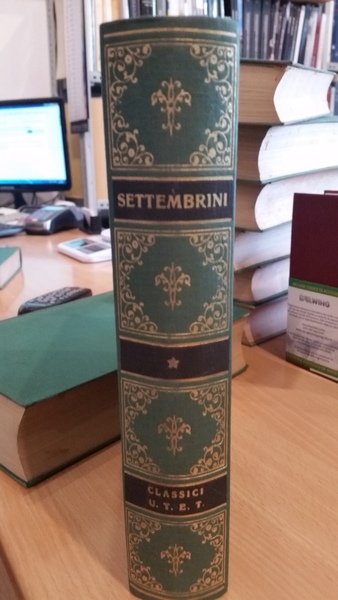 SETTEMBRINI
CLASSICI
U. T. E. T.